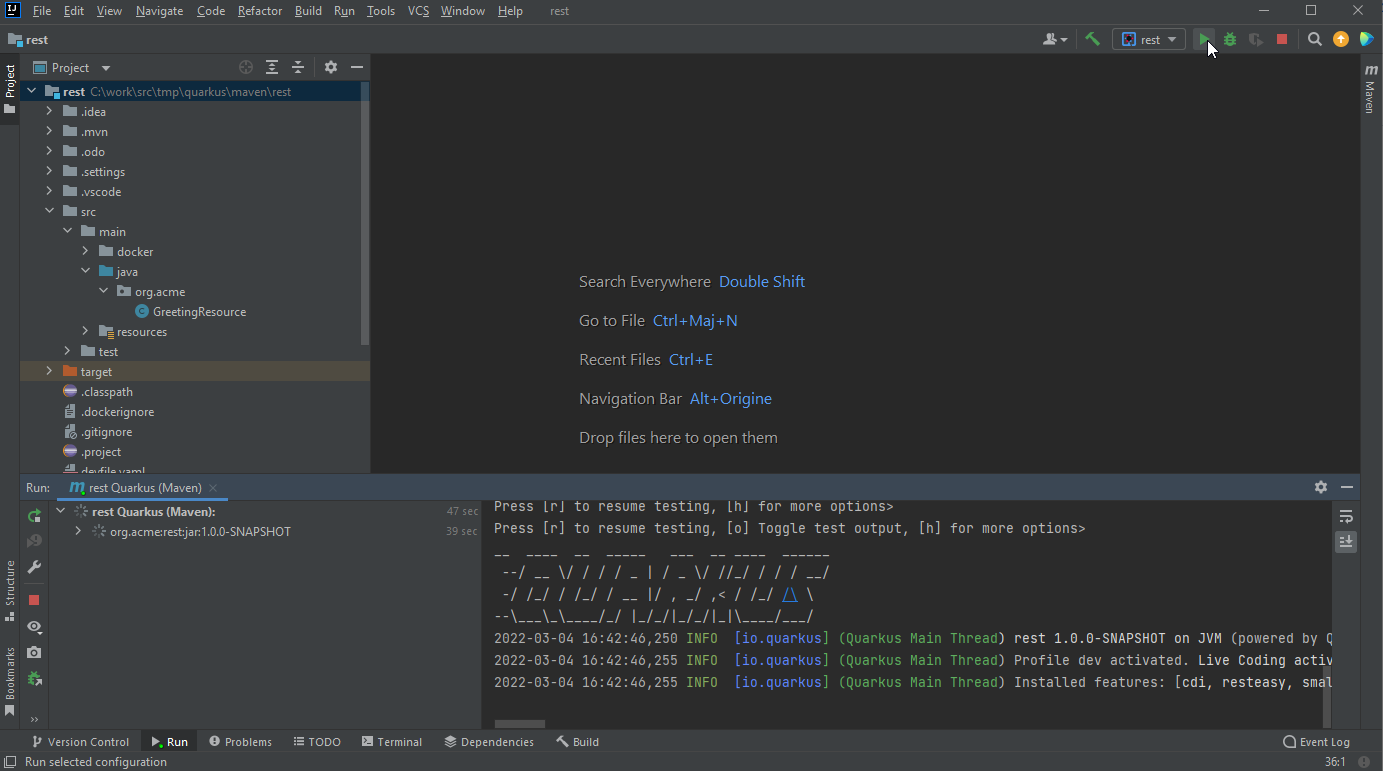 IJ File Edit View Navigate Code Refactor Build Run Tools VCS Window Help rest
rest
rest
Project
rest C:\work\src\tmp\quarkus\maven\rest
.idea
.mvn
.odo
.settings
.vscode
src
main
docker
java
org.acme
C GreetingResource
resources
test
target
.classpath
.dockerignore
.gitignore
.project
devfile.yaml
Project
Structure
Bookmarks
m
Maven
Search Everywhere Double Shift
Go to File Ctrl+Maj+N
Recent Files Ctrl+E
Navigation Bar Alt+Origine
Drop files here to open them
Run: m rest Quarkus (Maven)
rest Quarkus (Maven): 47 sec
org.acme:rest:jar:1.0.0-SNAPSHOT 39 sec
Press [r] to resume testing, [h] for more options>
Press [r] to resume testing, [o] Toggle test output, [h] for more options>
__  ____  __  _____   ___  __ ____  ______
 --/ __ \/ / / / _ | / _ \/ //_/ / / / __/
 -/ /_/ / /_/ / __ |/ , _/ ,< / /_/ /\ \
--\___\_\____/_/ |_/_/|_/_/|_|\____/___/
2022-03-04 16:42:46,250 INFO  [io.quarkus] (Quarkus Main Thread) rest 1.0.0-SNAPSHOT on JVM (powered by Q
2022-03-04 16:42:46,255 INFO  [io.quarkus] (Quarkus Main Thread) Profile dev activated. Live Coding activ
2022-03-04 16:42:46,255 INFO  [io.quarkus] (Quarkus Main Thread) Installed features: [cdi, resteasy, smal
Version Control Run Problems TODO Terminal Dependencies Build Event Log
Run selected configuration 36:1